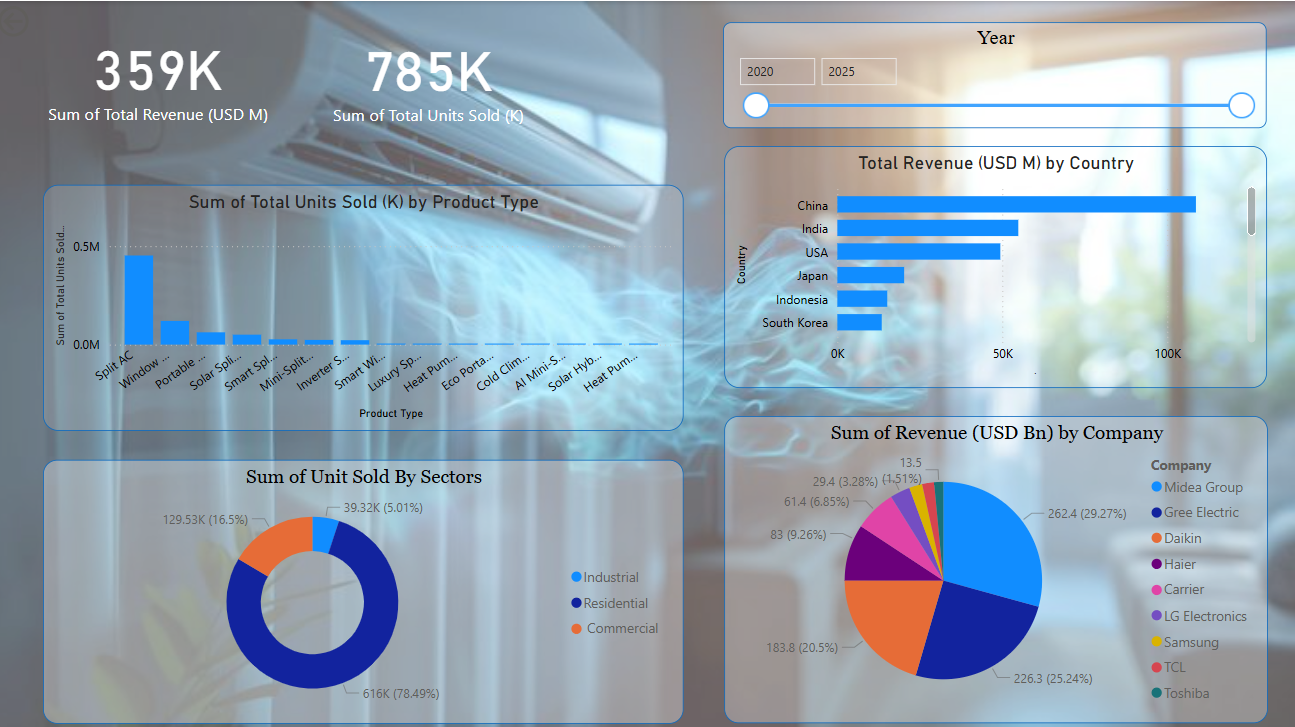 359K
Sum of Total Revenue (USD M)
785K
Sum of Total Units Sold (K)
Year
2020
2025
Sum of Total Units Sold (K) by Product Type
Sum of Total Units Sold...
0.5M
0.0M
Split AC
Window ...
Portable ...
Solar Spli...
Smart Spl...
Mini-Split...
Inverter S...
Smart Wi...
Luxury Sp...
Heat Pum...
Eco Porta...
Cold Clim...
AI Mini-S...
Solar Hyb...
Heat Pum...
Product Type
Total Revenue (USD M) by Country
Country
China
India
USA
Japan
Indonesia
South Korea
0K
50K
100K
Sum of Unit Sold By Sectors
39.32K (5.01%)
129.53K (16.5%)
616K (78.49%)
Industrial
Residential
Commercial
Sum of Revenue (USD Bn) by Company
13.5
(1.51%)
29.4 (3.28%)
61.4 (6.85%)
83 (9.26%)
183.8 (20.5%)
262.4 (29.27%)
226.3 (25.24%)
Company
Midea Group
Gree Electric
Daikin
Haier
Carrier
LG Electronics
Samsung
TCL
Toshiba